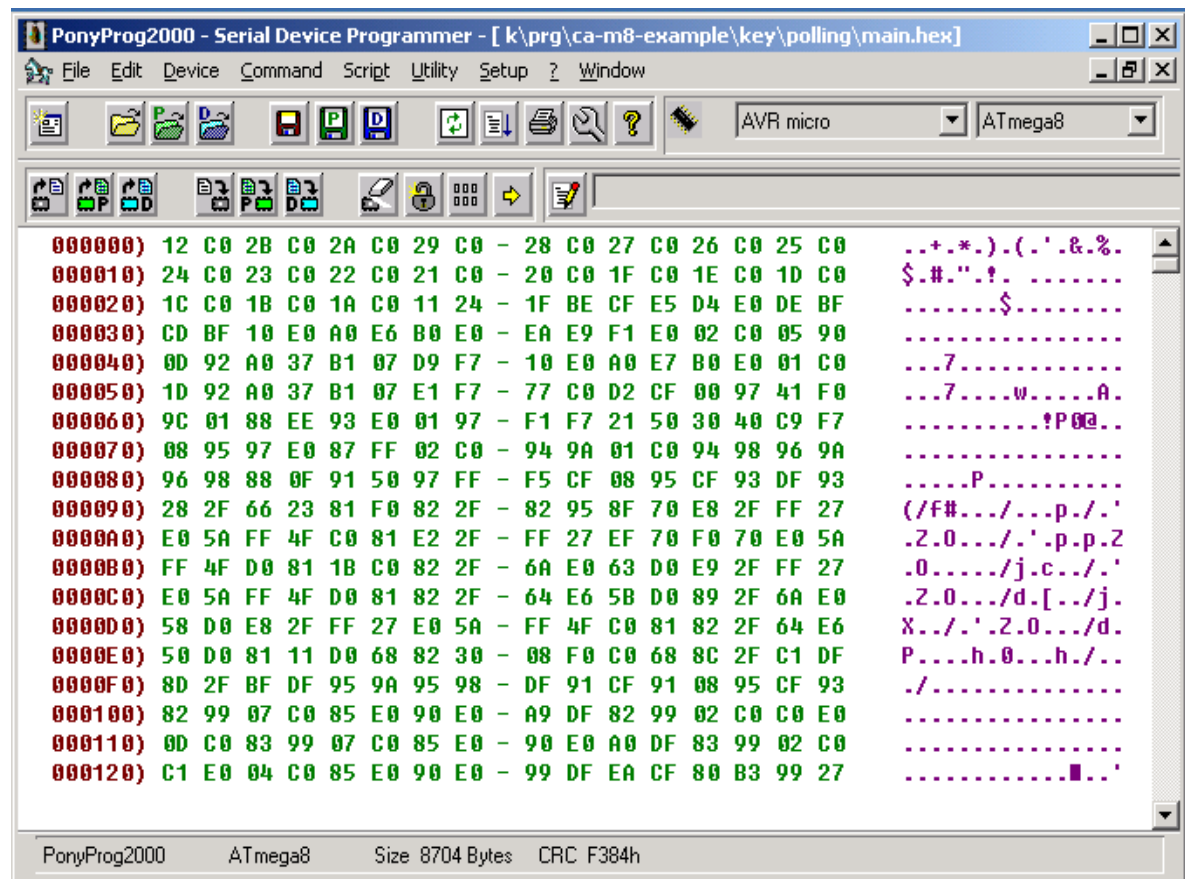 PonyProg2000 - Serial Device Programmer - [ k\prg\ca-m8-example\key\polling\main.hex]
File Edit Device Command Script Utility Setup ? Window
AVR micro ATmega8
000000) 12 C0 2B C0 2A C0 29 C0 - 28 C0 27 C0 26 C0 25 C0 ..+.*.).(.'.&.%.
000010) 24 C0 23 C0 22 C0 21 C0 - 20 C0 1F C0 1E C0 1D C0 $.#.".!. .......
000020) 1C C0 1B C0 1A C0 11 24 - 1F BE CF E5 D4 E0 DE BF .......$........
000030) CD BF 10 E0 A0 E6 B0 E0 - EA E9 F1 E0 02 C0 05 90 ................
000040) 0D 92 A0 37 B1 07 D9 F7 - 10 E0 A0 E7 B0 E0 01 C0 ...7............
000050) 1D 92 A0 37 B1 07 E1 F7 - 77 C0 D2 CF 00 97 41 F0 ...7....w.....A.
000060) 9C 01 88 EE 93 E0 01 97 - F1 F7 21 50 30 40 C9 F7 ..........!P0@..
000070) 08 95 97 E0 87 FF 02 C0 - 94 9A 01 C0 94 98 96 9A ................
000080) 96 98 88 0F 91 50 97 FF - F5 CF 08 95 CF 93 DF 93 .....P..........
000090) 28 2F 66 23 81 F0 82 2F - 82 95 8F 70 E8 2F FF 27 (/f#.../...p./.'
0000A0) E0 5A FF 4F C0 81 E2 2F - FF 27 EF 70 F0 70 E0 5A .Z.O.../.'.p.p.Z
0000B0) FF 4F D0 81 1B C0 82 2F - 6A E0 63 D0 E9 2F FF 27 .O...../j.c../.'
0000C0) E0 5A FF 4F D0 81 82 2F - 64 E6 5B D0 89 2F 6A E0 .Z.O.../d.[../j.
0000D0) 58 D0 E8 2F FF 27 E0 5A - FF 4F C0 81 82 2F 64 E6 X../.'.Z.O.../d.
0000E0) 50 D0 81 11 D0 68 82 30 - 08 F0 C0 68 8C 2F C1 DF P....h.0...h./..
0000F0) 8D 2F BF DF 95 9A 95 98 - DF 91 CF 91 08 95 CF 93 ./..............
000100) 82 99 07 C0 85 E0 90 E0 - A9 DF 82 99 02 C0 C0 E0 ................
000110) 0D C0 83 99 07 C0 85 E0 - 90 E0 A0 DF 83 99 02 C0 ................
000120) C1 E0 04 C0 85 E0 90 E0 - 99 DF EA CF 80 B3 99 27 ...............'
PonyProg2000 ATmega8 Size 8704 Bytes CRC F384h